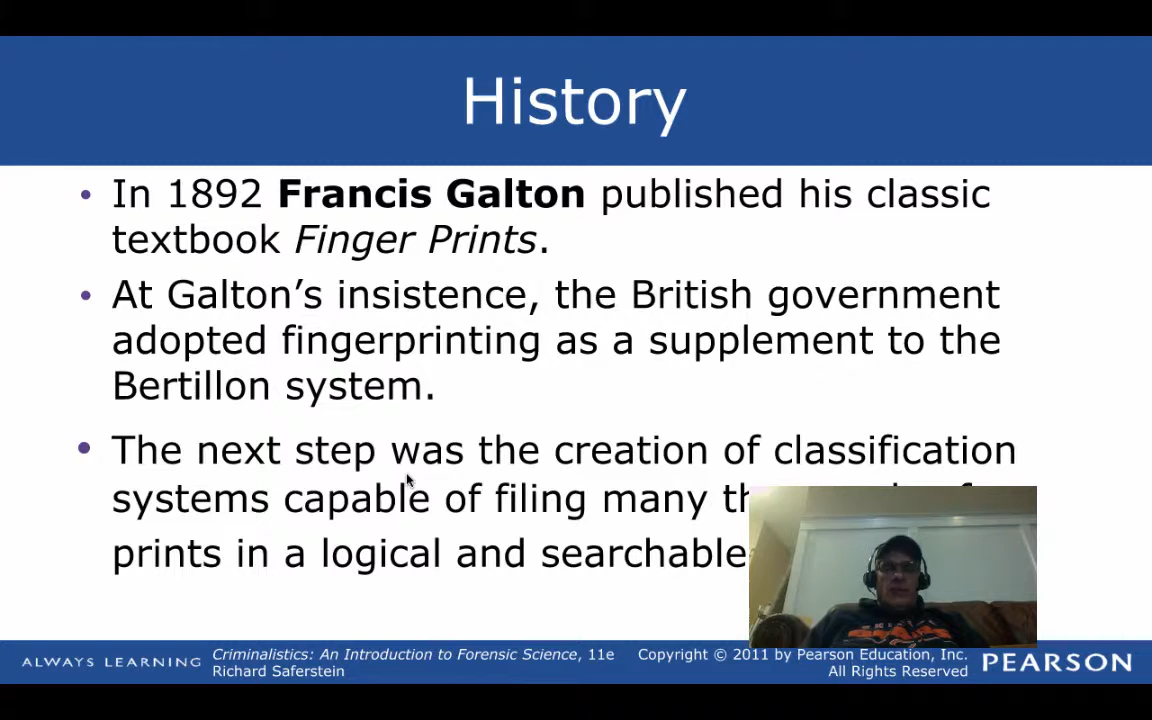 History
• In 1892 Francis Galton published his classic
textbook Finger Prints.
• At Galton’s insistence, the British government
adopted fingerprinting as a supplement to the
Bertillon system.
• The next step was the creation of classification
systems capable of filing many
prints in a logical and searchable
ALWAYS LEARNING
Criminalistics: An Introduction to Forensic Science, 11e
Richard Saferstein
Copyright © 2011 by Pearson Education, Inc.
All Rights Reserved
PEARSON